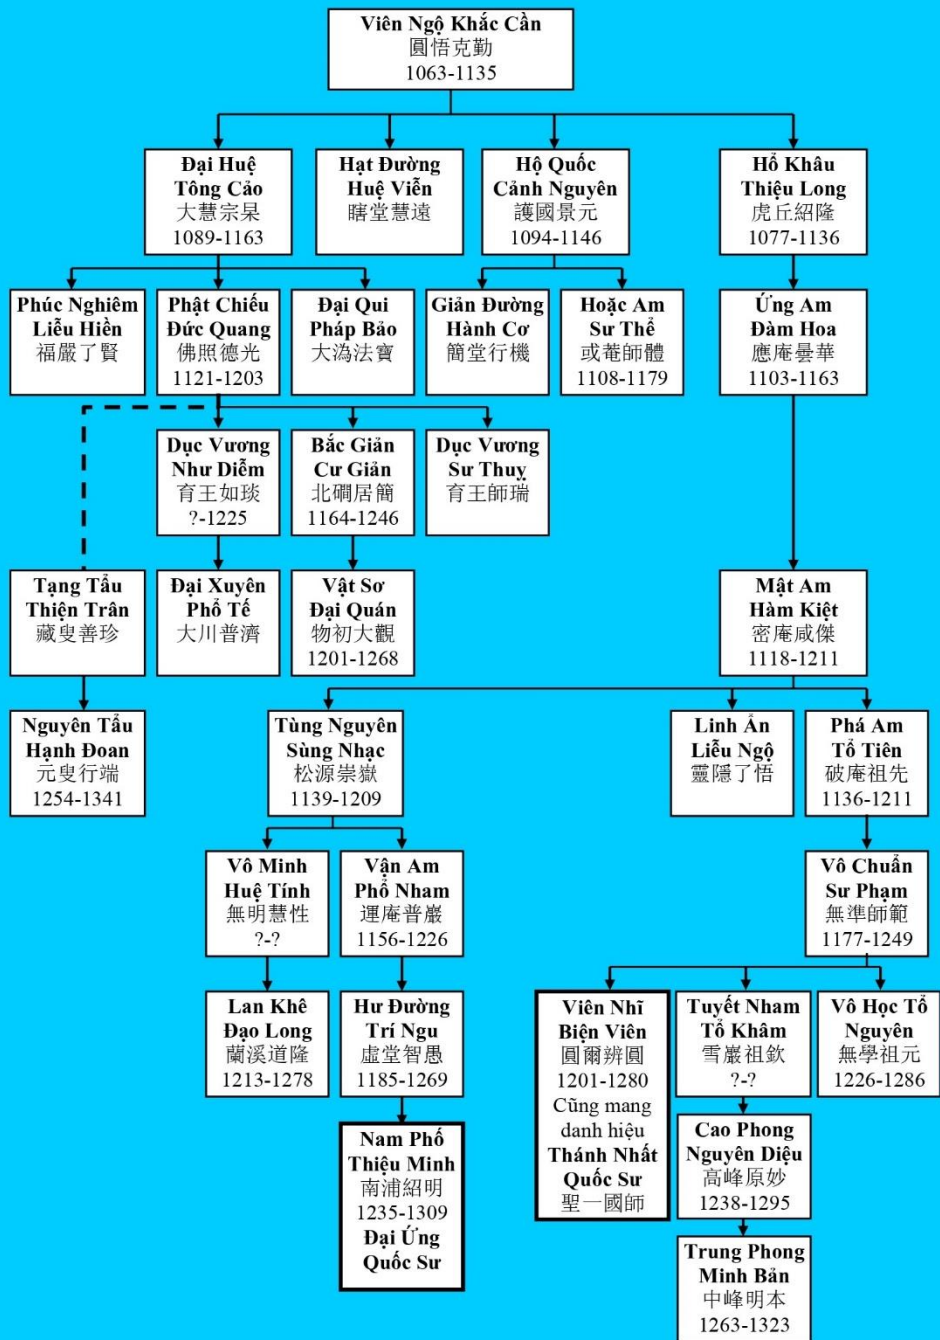 Viên Ngộ Khắc Cần
圓悟克勤
1063-1135
Đại Huệ
Tông Cảo
大慧宗杲
1089-1163
Hạt Đường
Huệ Viễn
瞎堂慧遠
Hộ Quốc
Cảnh Nguyên
護國景元
1094-1146
Hổ Khâu
Thiệu Long
虎丘紹隆
1077-1136
Phúc Nghiêm
Liễu Hiền
福嚴了賢
Phật Chiếu
Đức Quang
佛照德光
1121-1203
Đại Qui
Pháp Bảo
大溈法寶
Giản Đường
Hành Cơ
簡堂行機
Hoặc Am
Sư Thể
或菴師體
1108-1179
Ứng Am
Đàm Hoa
應庵曇華
1103-1163
Dục Vương
Như Diễm
育王如琰
?-1225
Bắc Giản
Cư Giản
北磵居簡
1164-1246
Dục Vương
Sư Thuỵ
育王師瑞
Tạng Tẩu
Thiện Trân
藏叟善珍
Đại Xuyên
Phổ Tế
大川普濟
Vật Sơ
Đại Quán
物初大觀
1201-1268
Mật Am
Hàm Kiệt
密庵咸傑
1118-1211
Nguyên Tẩu
Hạnh Đoan
元叟行端
1254-1341
Tùng Nguyên
Sùng Nhạc
松源崇嶽
1139-1209
Linh Ẩn
Liễu Ngộ
靈隱了悟
Phá Am
Tổ Tiên
破庵祖先
1136-1211
Vô Minh
Huệ Tính
無明慧性
?-?
Vận Am
Phổ Nham
運庵普巖
1156-1226
Vô Chuẩn
Sư Phạm
無準師範
1177-1249
Lan Khê
Đạo Long
蘭溪道隆
1213-1278
Hư Đường
Trí Ngu
虛堂智愚
1185-1269
Viên Nhĩ
Biện Viên
圓爾辨圓
1201-1280
Cũng mang
danh hiệu
Thánh Nhất
Quốc Sư
聖一國師
Tuyết Nham
Tổ Khâm
雪巖祖欽
?-?
Vô Học Tổ
Nguyên
無學祖元
1226-1286
Nam Phố
Thiệu Minh
南浦紹明
1235-1309
Đại Ứng
Quốc Sư
Cao Phong
Nguyên Diệu
高峰原妙
1238-1295
Trung Phong
Minh Bản
中峰明本
1263-1323